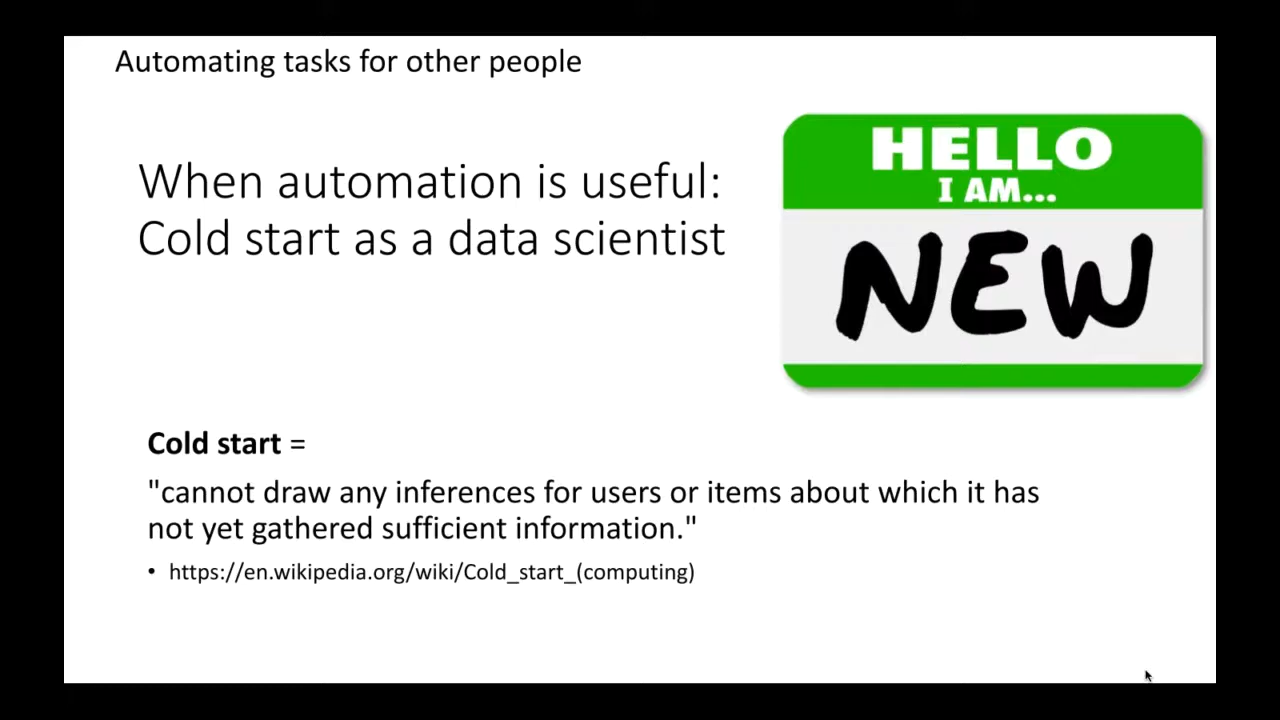 Automating tasks for other people
When automation is useful:
Cold start as a data scientist
HELLO
I AM...
NEW
Cold start =
"cannot draw any inferences for users or items about which it has
not yet gathered sufficient information."
• https://en.wikipedia.org/wiki/Cold_start_(computing)